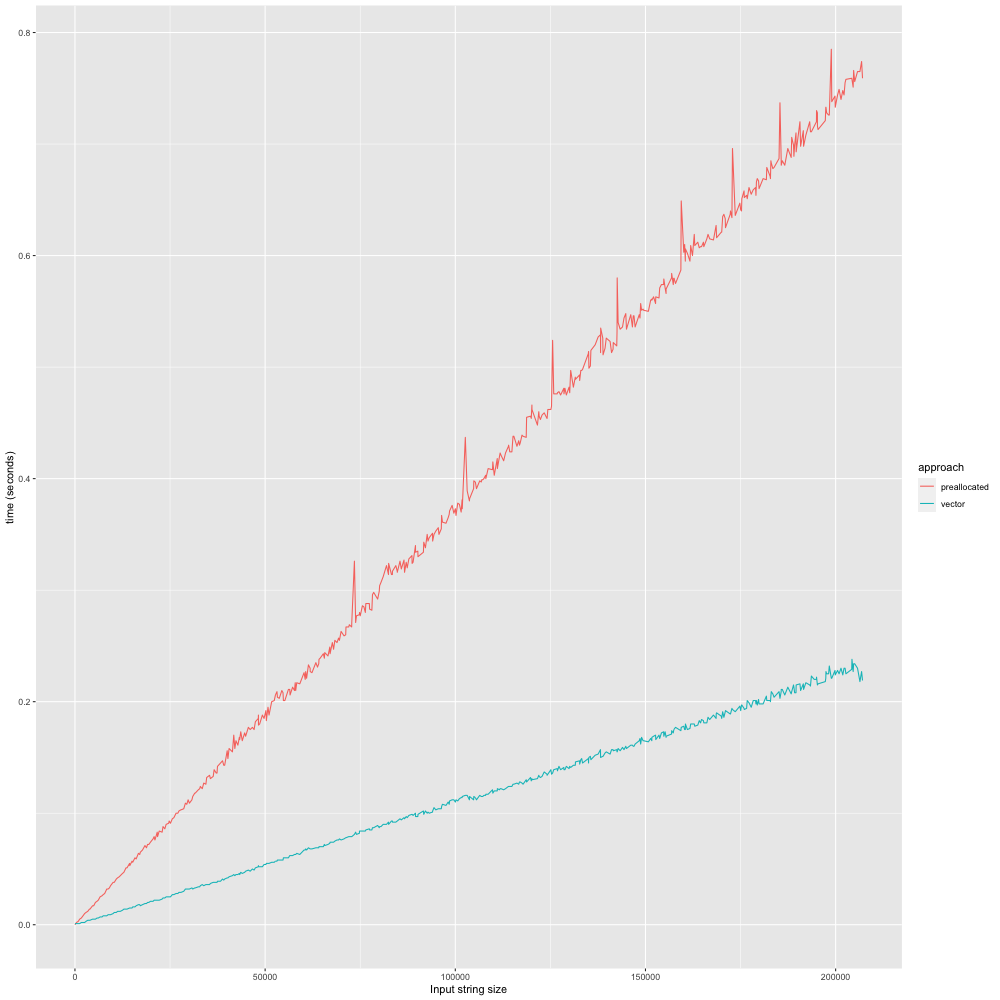 0.8
0.6
0.4
0.2
0.0
time (seconds)
0 50000 100000 150000 200000
Input string size
approach
preallocated
vector